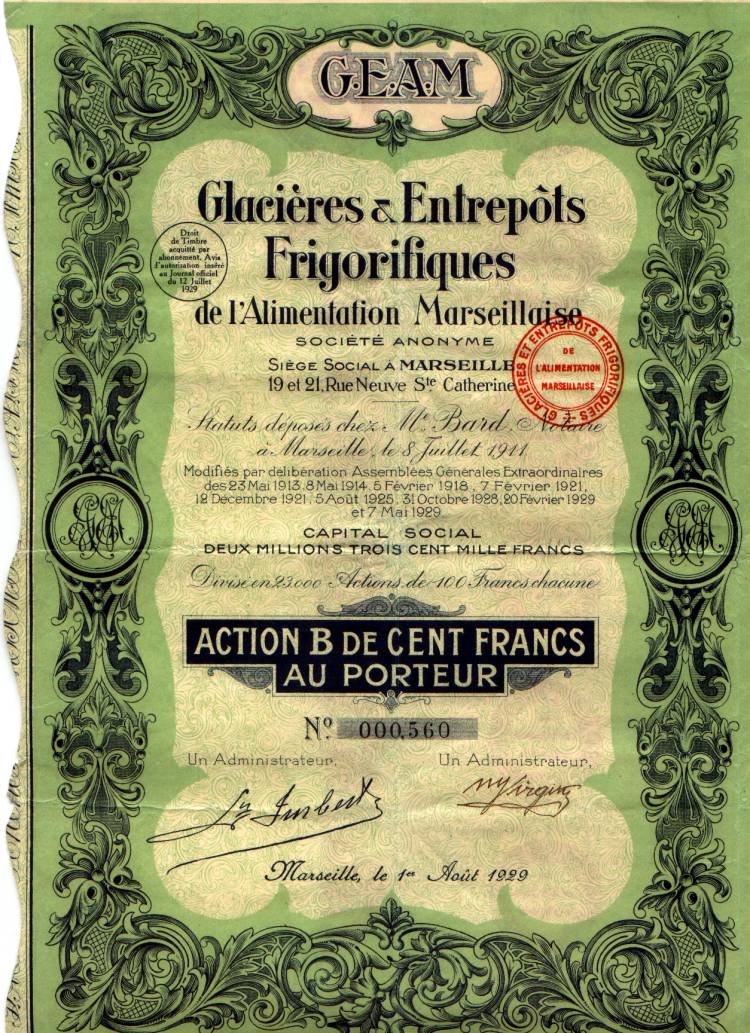 G.E.A.M
Glacières & Entrepôts
Frigorifiques
de l'Alimentation Marseillaise
SOCIÉTÉ ANONYME
SIÈGE SOCIAL À MARSEILLE
19 et 21, Rue Neuve Ste Catherine
Droit
de Timbre
acquitté par
abonnement. Avis
d'autorisation inséré
au Journal officiel
du 12 Juillet
1929
GLACIÈRES ET ENTREPÔTS FRIGORIFIQUES
DE
L'ALIMENTATION
MARSEILLAISE
Statuts déposés chez Me Bard, Notaire
à Marseille, le 8 Juillet 1911
Modifiés par délibération Assemblées Générales Extraordinaires
des 23 Mai 1913, 8 Mai 1914, 5 Février 1918, 7 Février 1921,
12 Décembre 1921, 5 Août 1925, 31 Octobre 1928, 20 Février 1929
et 7 Mai 1929
CAPITAL SOCIAL
DEUX MILLIONS TROIS CENT MILLE FRANCS
Divisé en 23.000 Actions de 100 Francs chacune
ACTION B DE CENT FRANCS
AU PORTEUR
No 000,560
Un Administrateur, Un Administrateur,
Marseille, le 1er Août 1929